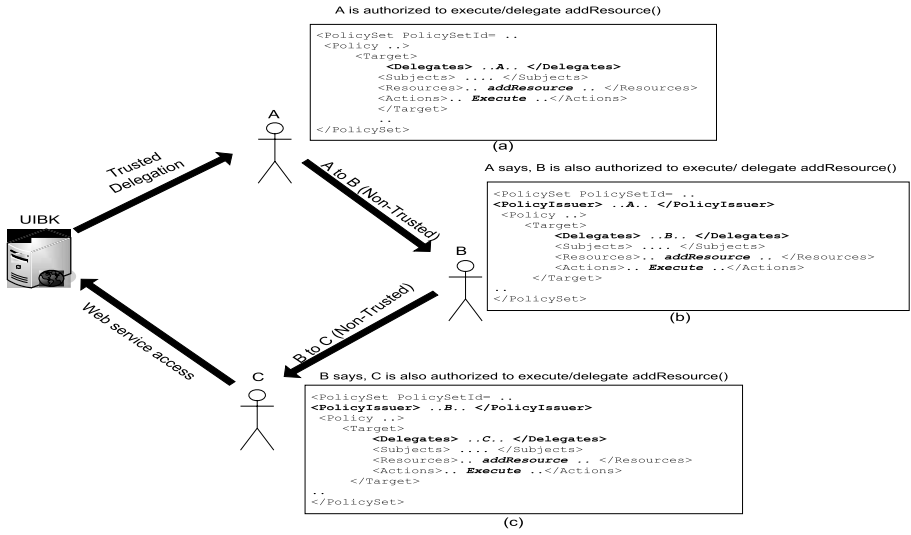 A is authorized to execute/delegate addResource()
<PolicySet PolicySetId= ..
<Policy ..>
<Target>
<Delegates> ..A.. </Delegates>
<Subjects> .... </Subjects>
<Resources>.. addResource .. </Resources>
<Actions>.. Execute ..</Actions>
</Target>
..
</PolicySet>
(a)
A
Trusted
Delegation
A to B (Non-Trusted)
UIBK
A says, B is also authorized to execute/ delegate addResource()
<PolicySet PolicySetId= ..
<PolicyIssuer> ..A.. </PolicyIssuer>
<Policy ..>
<Target>
<Delegates> ..B.. </Delegates>
<Subjects> .... </Subjects>
<Resources>.. addResource .. </Resources>
<Actions>.. Execute ..</Actions>
</Target>
..
</PolicySet>
(b)
B
B to C (Non-Trusted)
Web service access
C
B says, C is also authorized to execute/delegate addResource()
<PolicySet PolicySetId= ..
<PolicyIssuer> ..B.. </PolicyIssuer>
<Policy ..>
<Target>
<Delegates> ..C.. </Delegates>
<Subjects> .... </Subjects>
<Resources>.. addResource .. </Resources>
<Actions>.. Execute ..</Actions>
</Target>
..
</PolicySet>
(c)